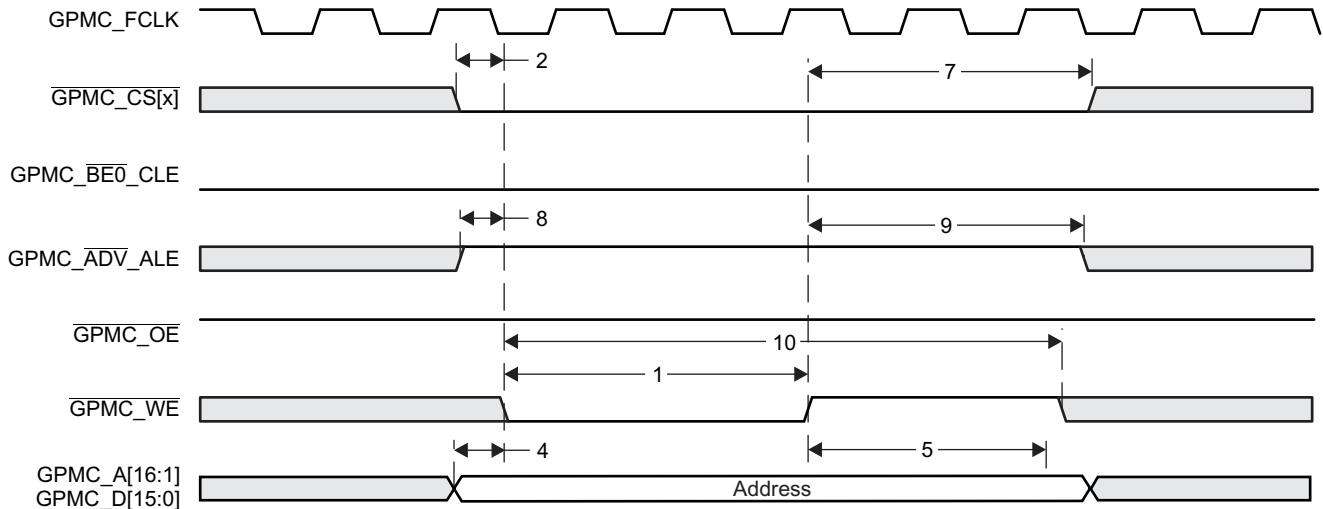 GPMC_FCLK
2
7
GPMC_CS[x]
GPMC_BE0_CLE
8
9
GPMC_ADV_ALE
GPMC_OE
10
1
GPMC_WE
4
5
GPMC_A[16:1]
GPMC_D[15:0]
Address